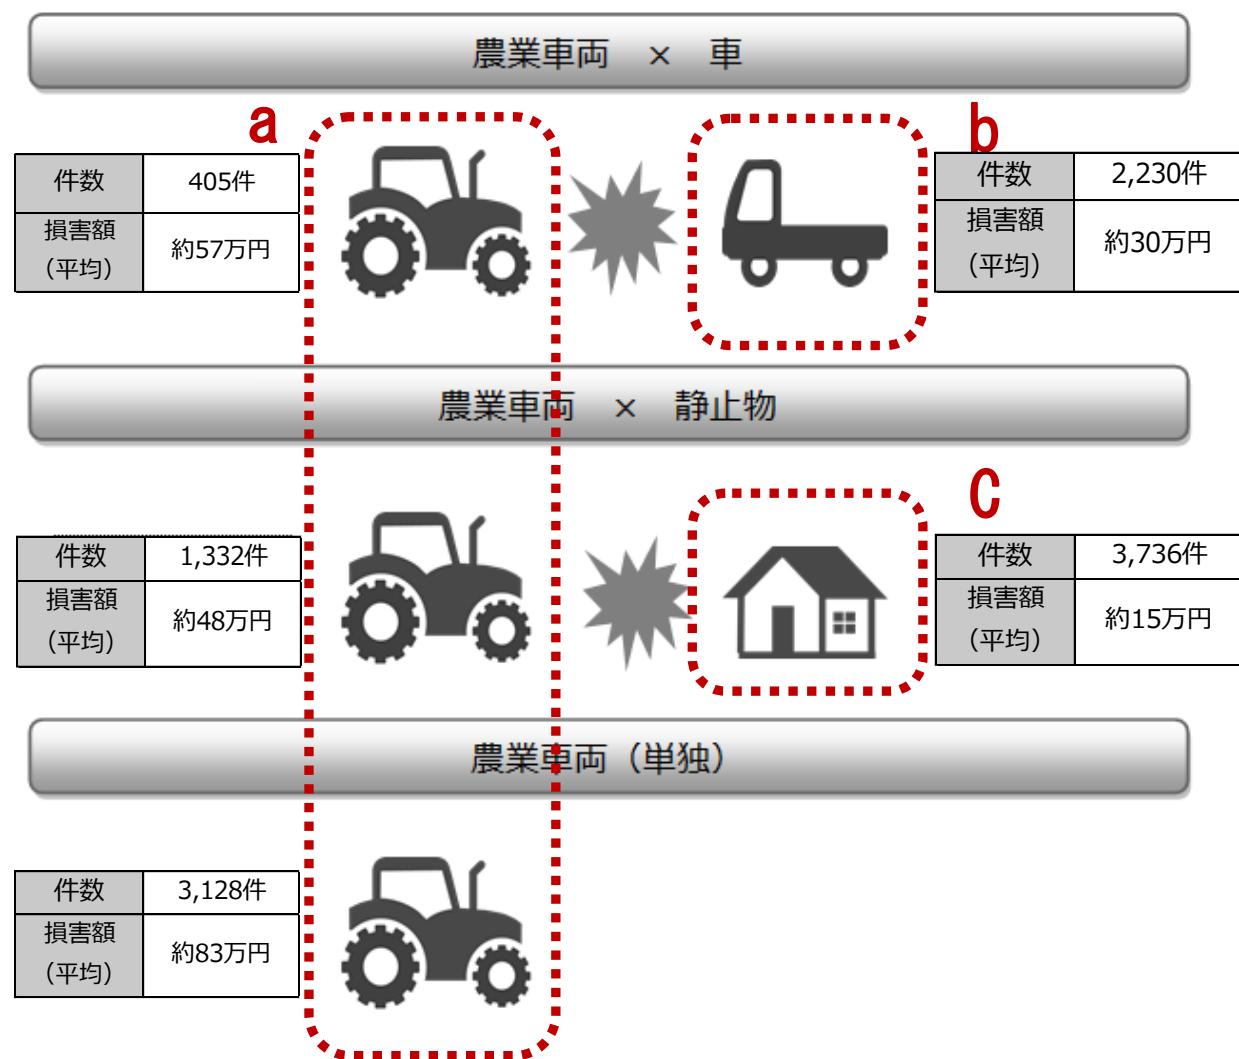 農業車両　×　車
a
b
件数 405件
損害額
（平均） 約57万円
件数 2,230件
損害額
（平均） 約30万円
農業車両　×　静止物
C
件数 1,332件
損害額
（平均） 約48万円
件数 3,736件
損害額
（平均） 約15万円
農業車両（単独）
件数 3,128件
損害額
（平均） 約83万円